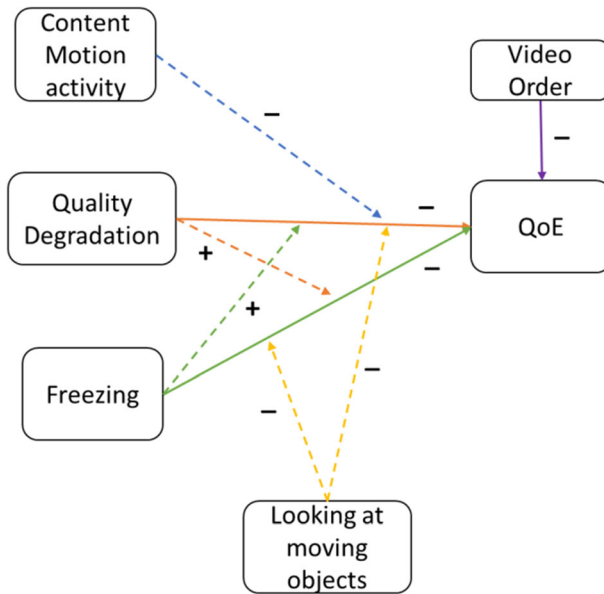 Content
Motion
activity
Video
Order
−
−
Quality
Degradation
−
QoE
+
−
+
Freezing
−
−
Looking at
moving
objects